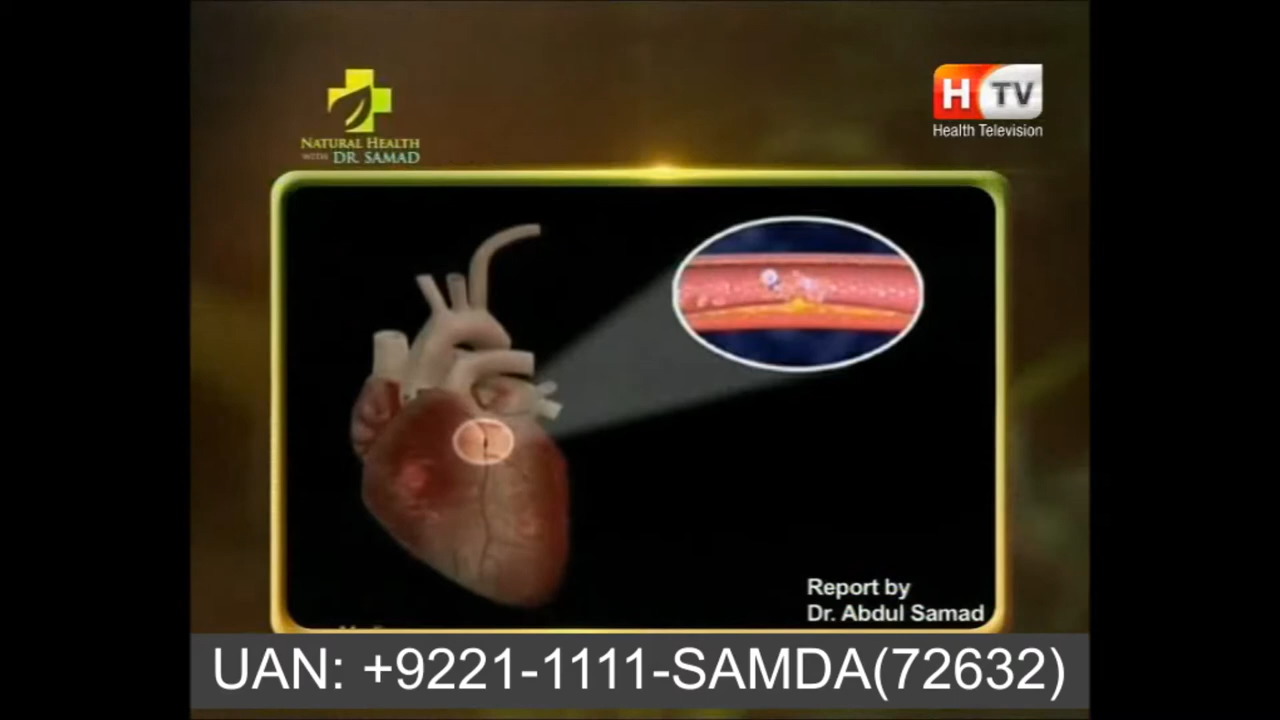 NATURAL HEALTH
WITH DR. SAMAD
H TV
Health Television
Report by
Dr. Abdul Samad
UAN: +9221-1111-SAMDA(72632)